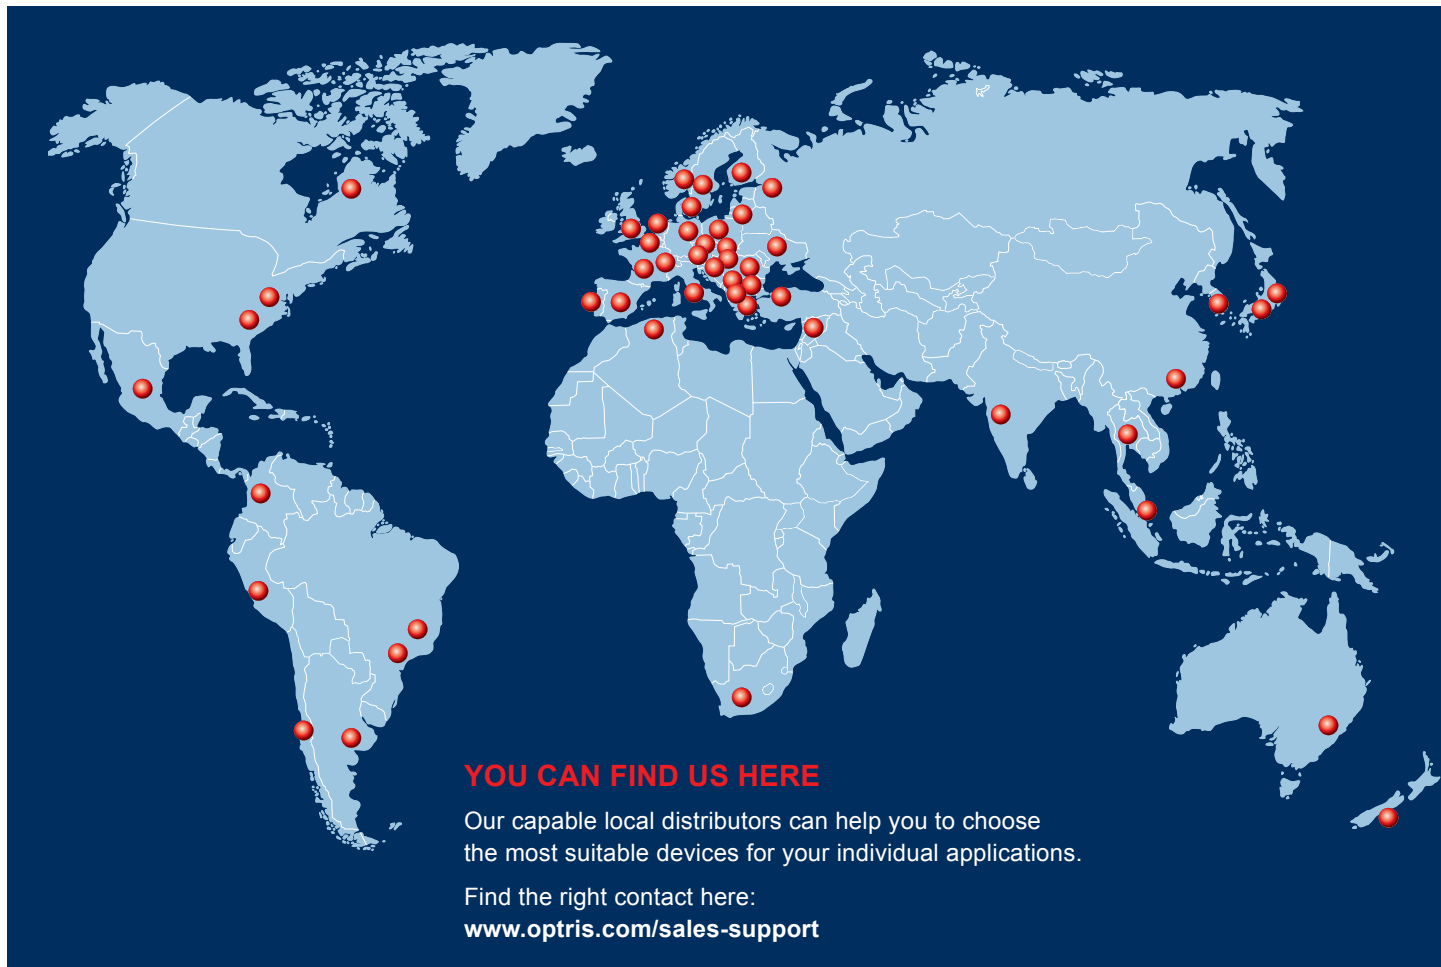 YOU CAN FIND US HERE
Our capable local distributors can help you to choose
the most suitable devices for your individual applications.
Find the right contact here:
www.optris.com/sales-support